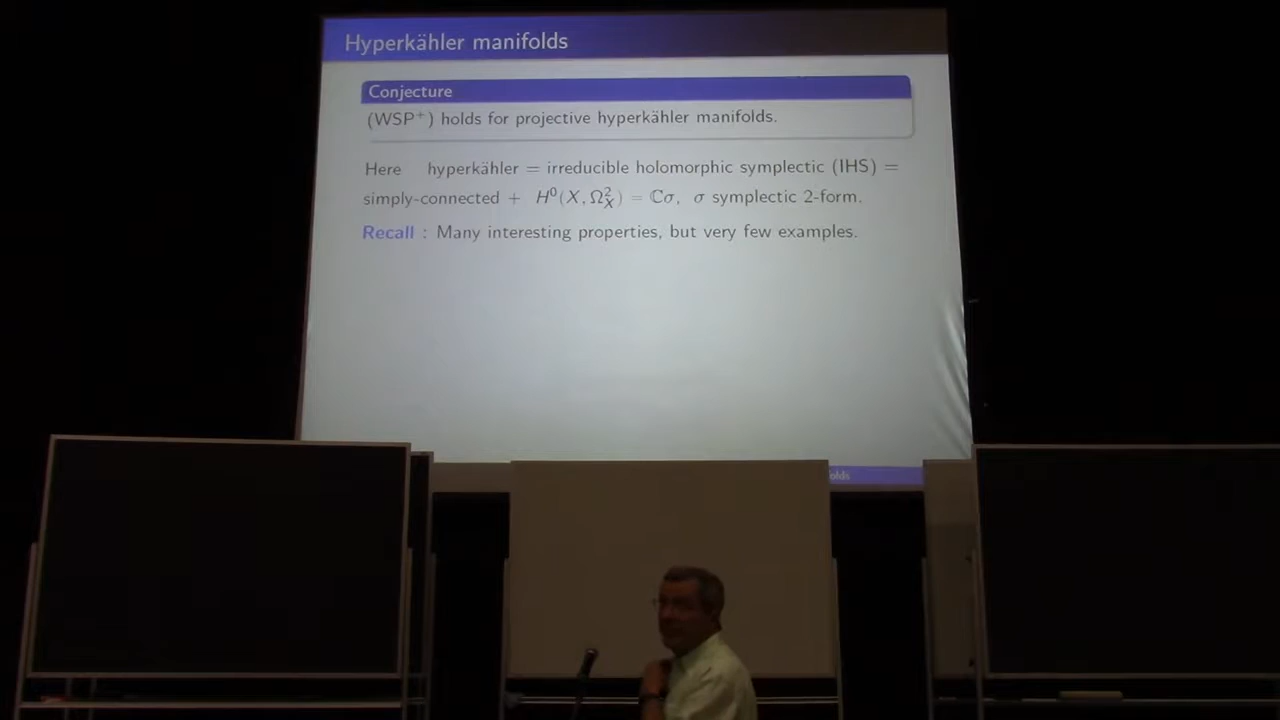 Hyperkähler manifolds
Conjecture
(WSP⁺) holds for projective hyperkähler manifolds.
Here hyperkähler = irreducible holomorphic symplectic (IHS) =
simply-connected + H⁰(X, Ω²_X) = ℂσ, σ symplectic 2-form.
Recall : Many interesting properties, but very few examples.
olds